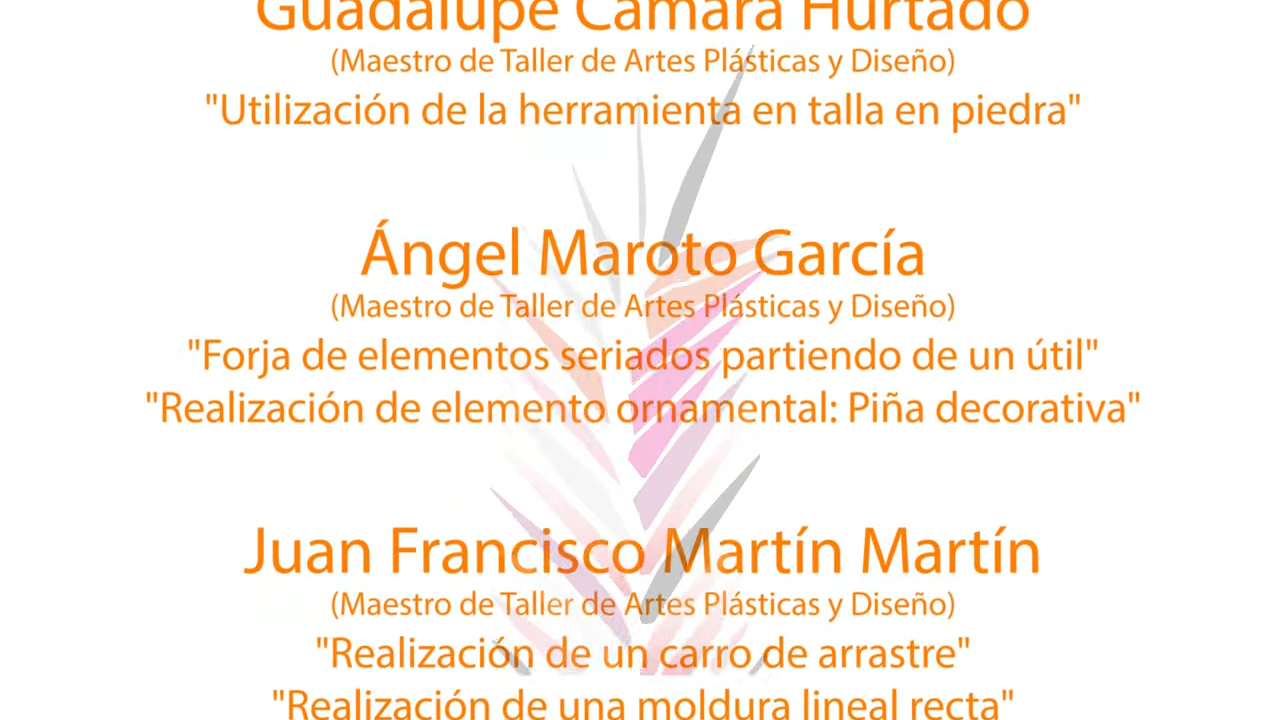 Guadalupe Cámara Hurtado
(Maestro de Taller de Artes Plásticas y Diseño)
"Utilización de la herramienta en talla en piedra"
Ángel Maroto García
(Maestro de Taller de Artes Plásticas y Diseño)
"Forja de elementos seriados partiendo de un útil"
"Realización de elemento ornamental: Piña decorativa"
Juan Francisco Martín Martín
(Maestro de Taller de Artes Plásticas y Diseño)
"Realización de un carro de arrastre"
"Realización de una moldura lineal recta"